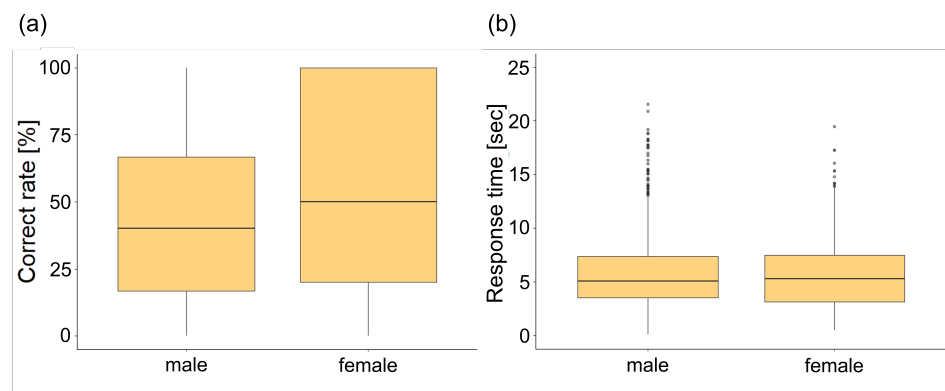 (a)
Correct rate [%]
100
75
50
25
0
male
female
(b)
Response time [sec]
25
20
15
10
5
0
male
female